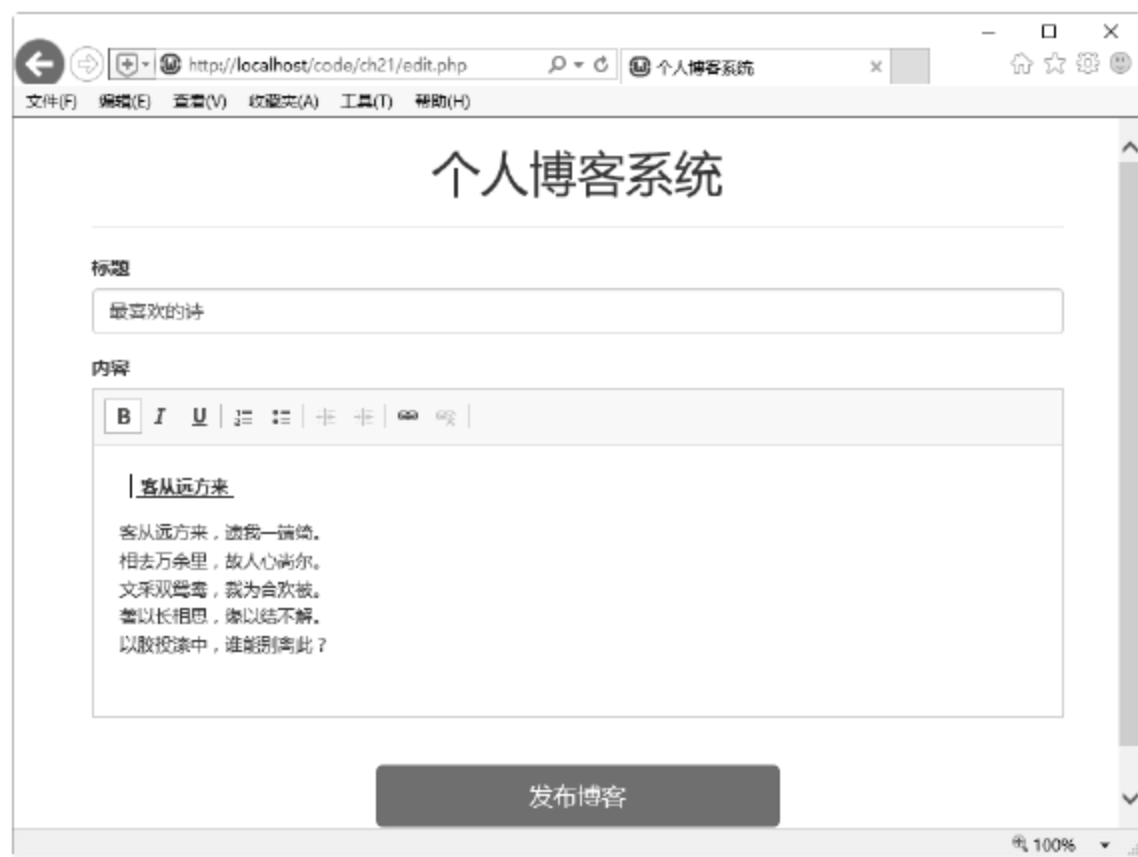 http://localhost/code/ch21/edit.php 个人博客系统
文件(F) 编辑(E) 查看(V) 收藏夹(A) 工具(T) 帮助(H)
个人博客系统
标题
最喜欢的诗
内容
B I U
客从远方来
客从远方来，遗我一端绮。
相去万余里，故人心尚尔。
文采双鸳鸯，裁为合欢被。
著以长相思，缘以结不解。
以胶投漆中，谁能别离此？
发布博客
100%